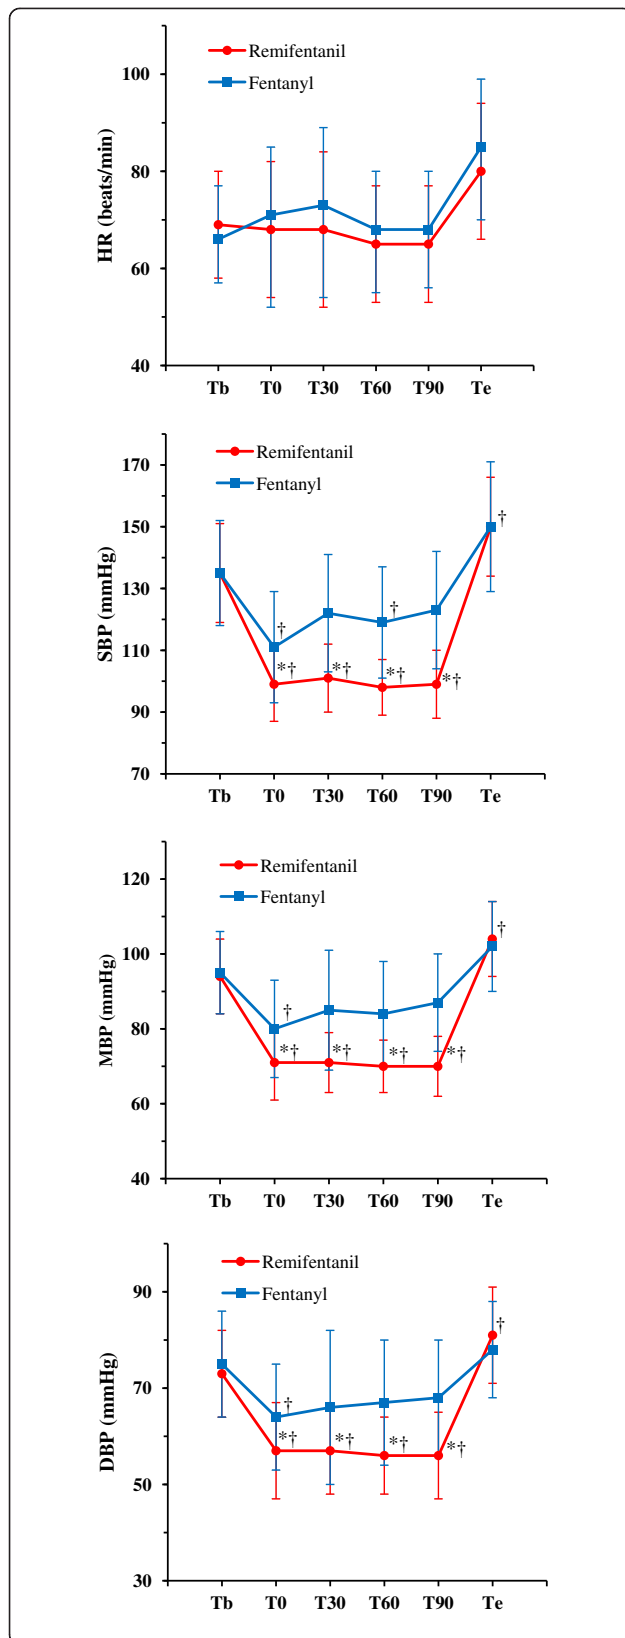 Remifentanil
Fentanyl
HR (beats/min)
100
80
60
40
Tb T0 T30 T60 T90 Te
Remifentanil
Fentanyl
SBP (mmHg)
170
150
130
110
90
70
†
†
†
*† *† *† *†
Tb T0 T30 T60 T90 Te
Remifentanil
Fentanyl
MBP (mmHg)
120
100
80
60
40
†
†
*† *† *† *†
Tb T0 T30 T60 T90 Te
Remifentanil
Fentanyl
DBP (mmHg)
90
70
50
30
†
†
*† *† *† *†
Tb T0 T30 T60 T90 Te